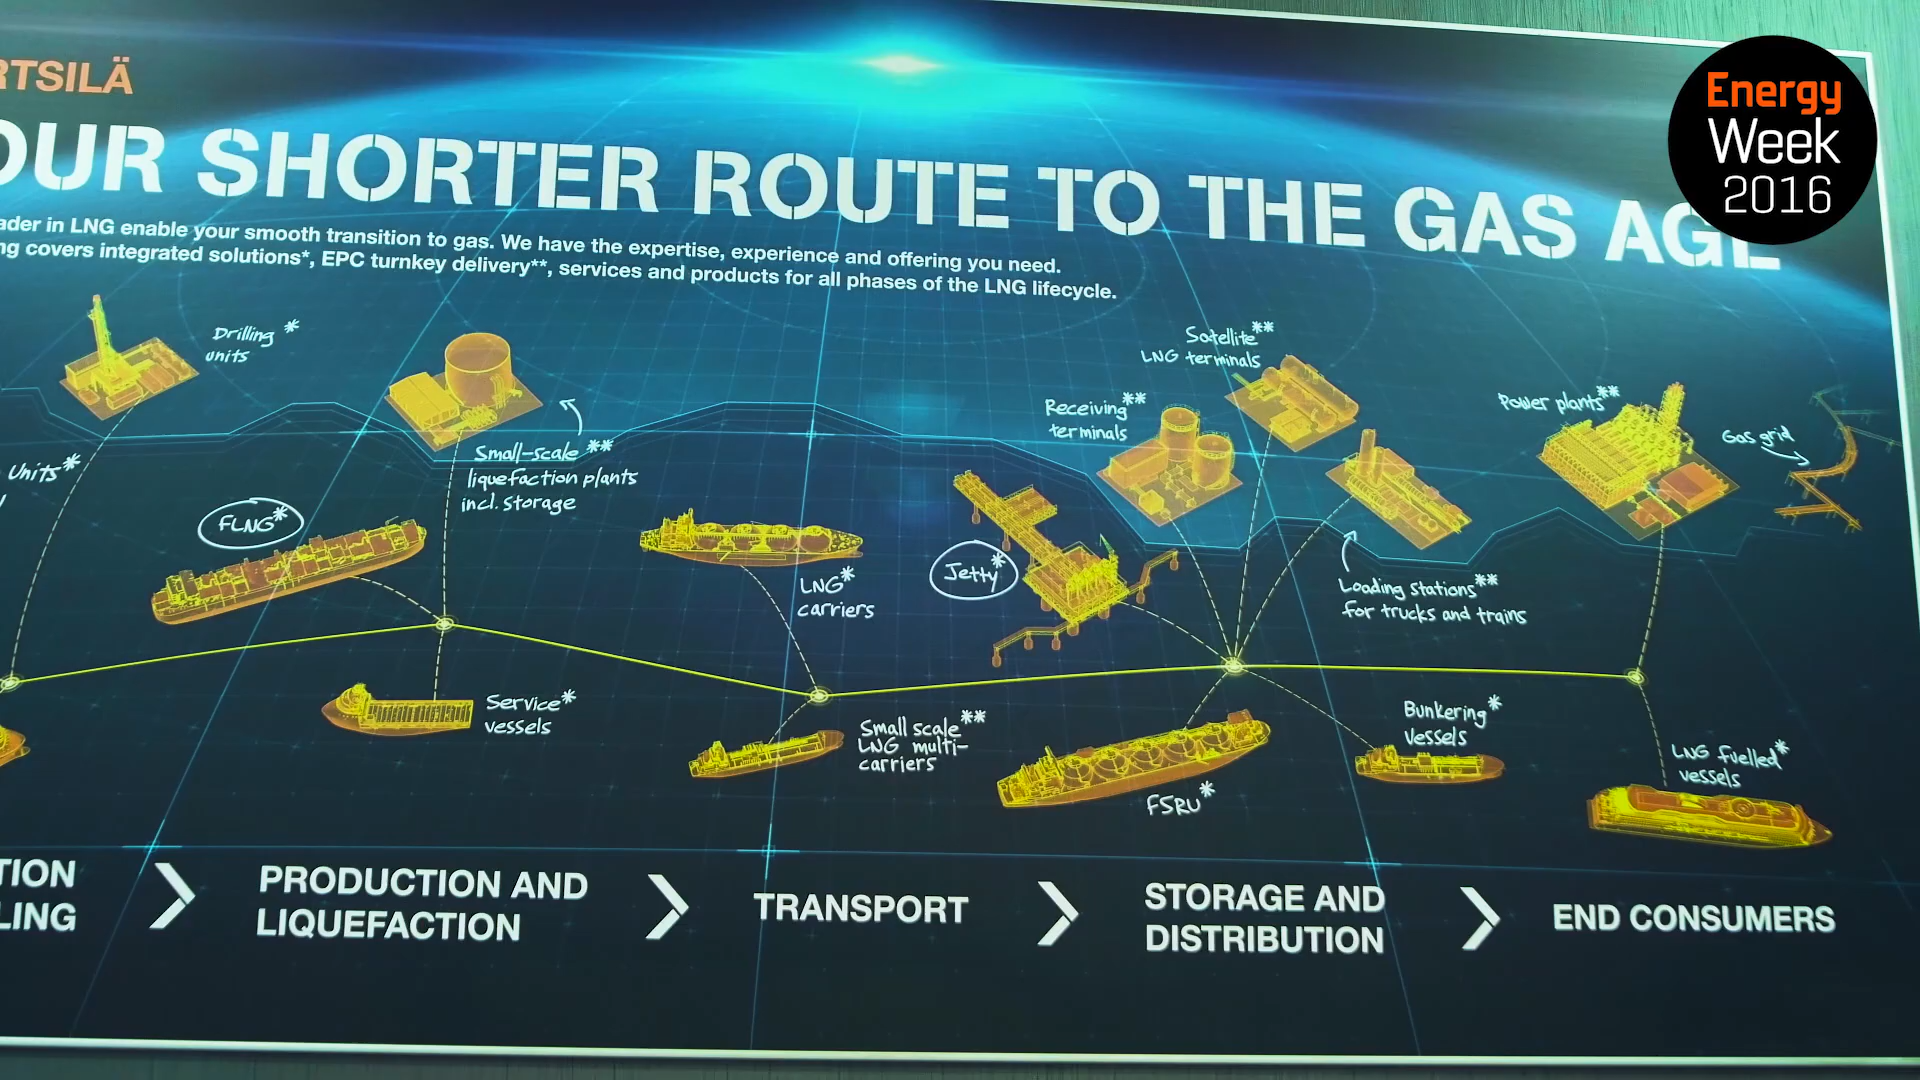 RTSILÄ
OUR SHORTER ROUTE TO THE GAS AGE
ader in LNG enable your smooth transition to gas. We have the expertise, experience and offering you need.
ng covers integrated solutions*, EPC turnkey delivery**, services and products for all phases of the LNG lifecycle.
Energy
Week
2016
Drilling *
units
Units*
Small-scale **
liquefaction plants
incl. storage
FLNG*
Service*
vessels
LNG*
carriers
Small scale**
LNG multi-
carriers
Jetty*
Receiving**
terminals
Satellite**
LNG terminals
Loading stations**
for trucks and trains
FSRU*
Bunkering*
vessels
Power plants**
Gas grid
LNG fuelled*
vessels
TION
LING
PRODUCTION AND
LIQUEFACTION
TRANSPORT
STORAGE AND
DISTRIBUTION
END CONSUMERS